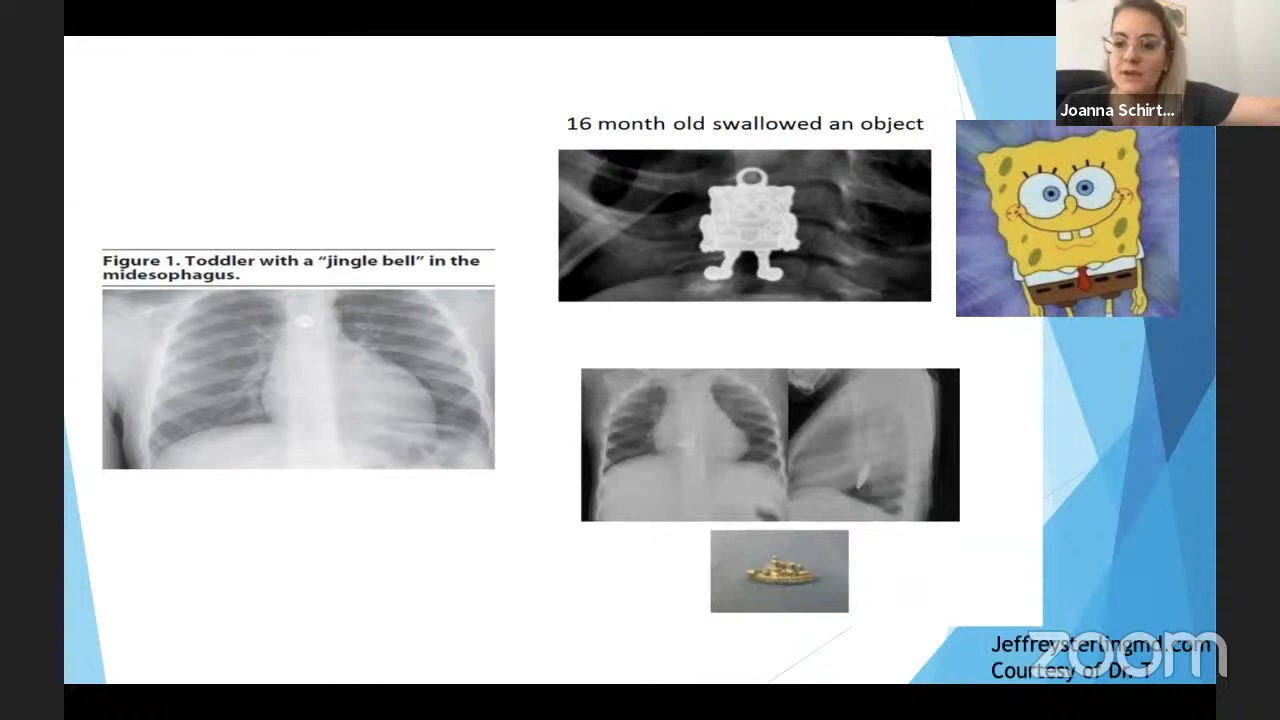 Joanna Schirt...
16 month old swallowed an object
Figure 1. Toddler with a “jingle bell” in the
midesophagus.
Jeffreysterlingmd.com
Courtesy of Dr. T
zoom